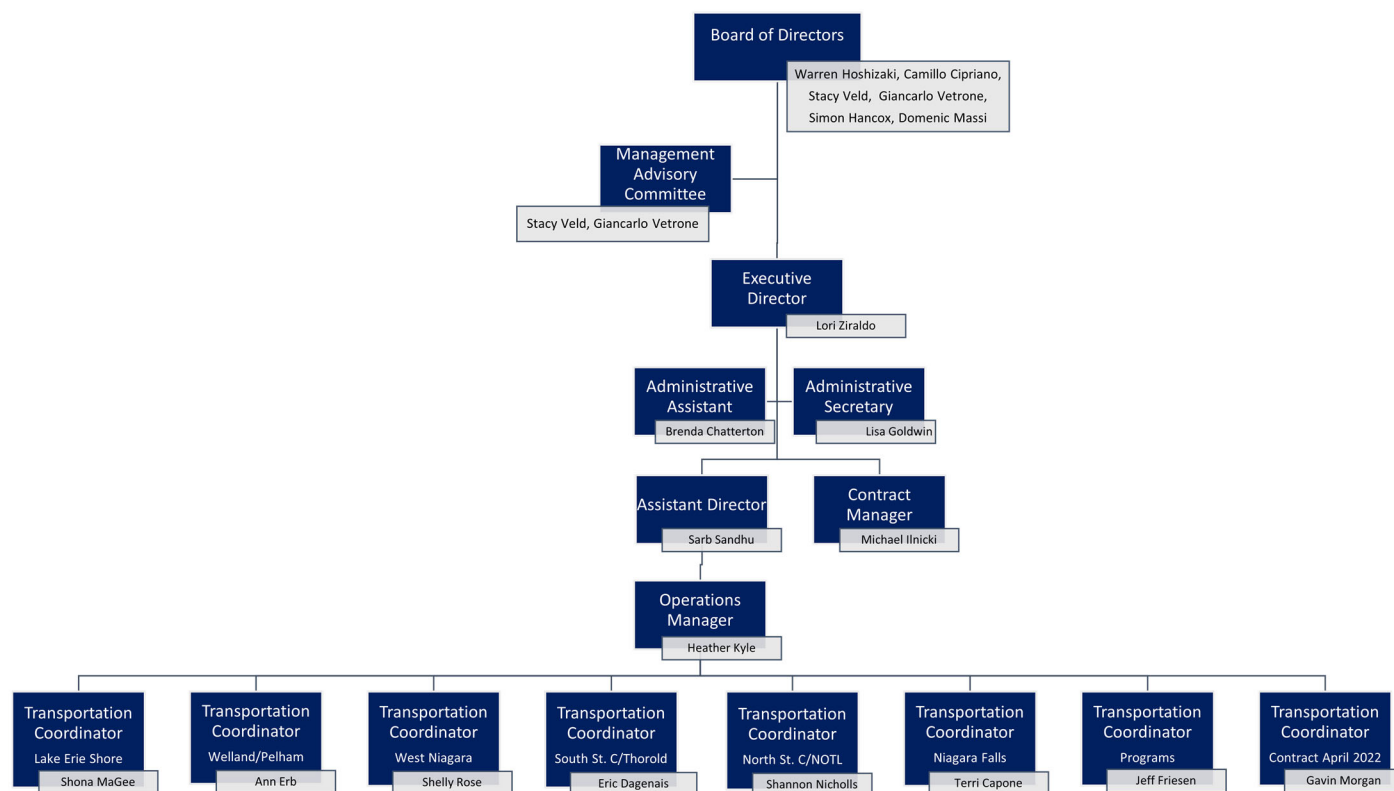 Board of Directors
Warren Hoshizaki, Camillo Cipriano,
Stacy Veld, Giancarlo Vetrone,
Simon Hancox, Domenic Massi
Management
Advisory
Committee
Stacy Veld, Giancarlo Vetrone
Executive
Director
Lori Ziraldo
Administrative
Assistant
Brenda Chatterton
Administrative
Secretary
Lisa Goldwin
Assistant Director
Sarb Sandhu
Contract
Manager
Michael Ilnicki
Operations
Manager
Heather Kyle
Transportation
Coordinator
Lake Erie Shore
Shona MaGee
Transportation
Coordinator
Welland/Pelham
Ann Erb
Transportation
Coordinator
West Niagara
Shelly Rose
Transportation
Coordinator
South St. C/Thorold
Eric Dagenais
Transportation
Coordinator
North St. C/NOTL
Shannon Nicholls
Transportation
Coordinator
Niagara Falls
Terri Capone
Transportation
Coordinator
Programs
Jeff Friesen
Transportation
Coordinator
Contract April 2022
Gavin Morgan